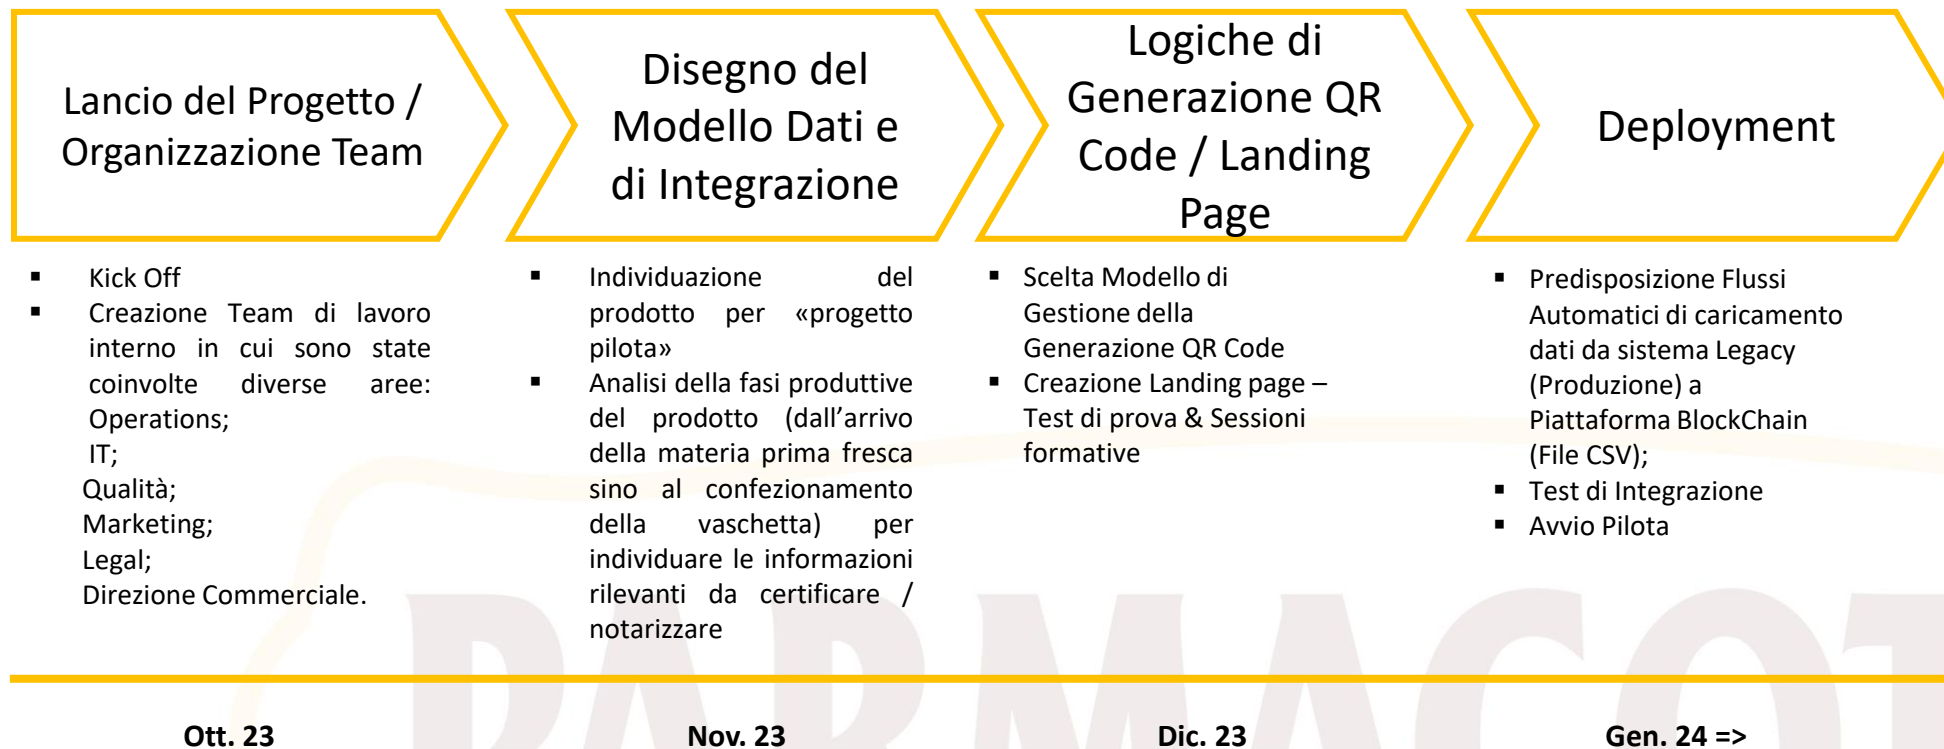 Lancio del Progetto /
Organizzazione Team
▪ Kick Off
▪ Creazione Team di lavoro
interno in cui sono state
coinvolte diverse aree:
Operations;
IT;
Qualità;
Marketing;
Legal;
Direzione Commerciale.
Ott. 23
Disegno del
Modello Dati e
di Integrazione
▪ Individuazione del
prodotto per «progetto
pilota»
▪ Analisi della fasi produttive
del prodotto (dall’arrivo
della materia prima fresca
sino al confezionamento
della vaschetta) per
individuare le informazioni
rilevanti da certificare /
notarizzare
Nov. 23
Logiche di
Generazione QR
Code / Landing
Page
▪ Scelta Modello di
Gestione della
Generazione QR Code
▪ Creazione Landing page –
Test di prova & Sessioni
formative
Dic. 23
Deployment
▪ Predisposizione Flussi
Automatici di caricamento
dati da sistema Legacy
(Produzione) a
Piattaforma BlockChain
(File CSV);
▪ Test di Integrazione
▪ Avvio Pilota
Gen. 24 =>
PARMACOT